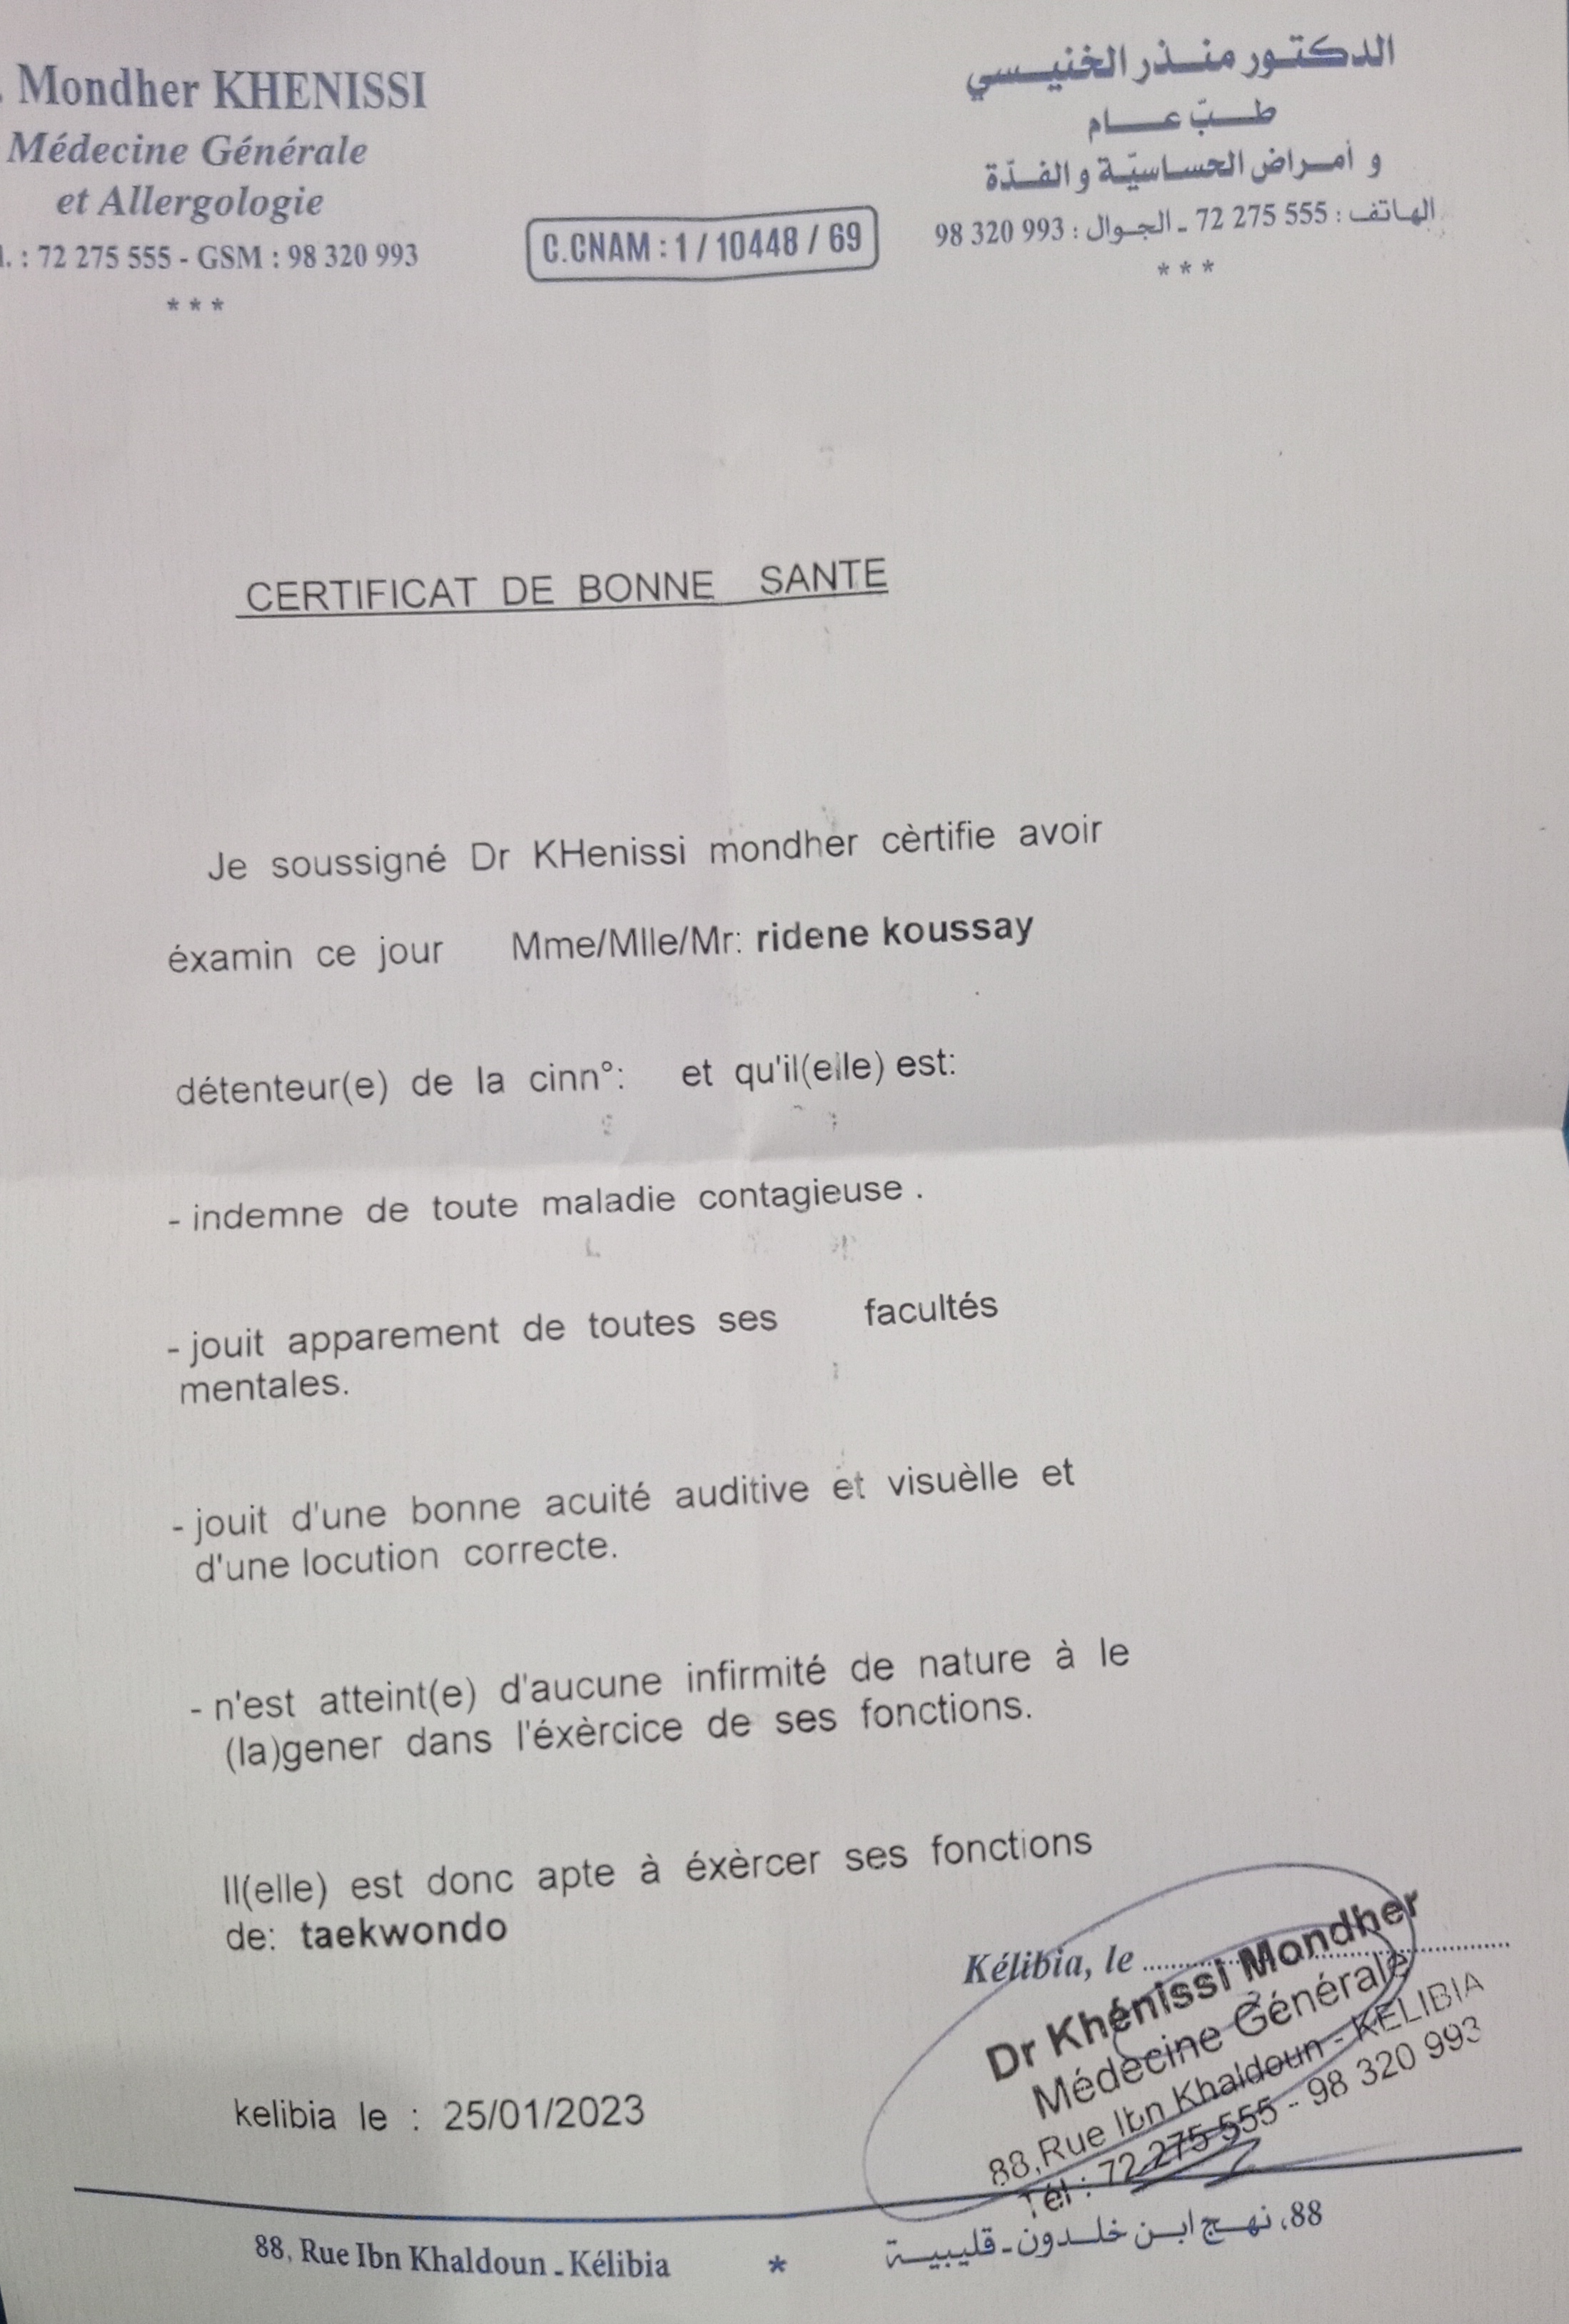 Mondher KHENISSI
Médecine Générale
et Allergologie
l. : 72 275 555 - GSM : 98 320 993
***
C.CNAM : 1 / 10448 / 69
الدكتور منذر الخنيسي
طبّ عام
و أمراض الحساسيّة و الفدّة
الهاتف : 555 275 72 ـ الجوال : 993 320 98
***
CERTIFICAT DE BONNE SANTE
Je soussigné Dr KHenissi mondher cèrtifie avoir
éxamin ce jour Mme/Mlle/Mr: ridene koussay
détenteur(e) de la cinn°: et qu'il(elle) est:
- indemne de toute maladie contagieuse .
- jouit apparement de toutes ses facultés
mentales.
- jouit d'une bonne acuité auditive et visuèlle et
d'une locution correcte.
- n'est atteint(e) d'aucune infirmité de nature à le
(la)gener dans l'éxèrcice de ses fonctions.
Il(elle) est donc apte à éxèrcer ses fonctions
de: taekwondo
Kélibia, le
Dr Khénissi Mondher
Médecine Générale
88,Rue Ibn Khaldoun - KELIBIA
Tél : 72 275 555 - 98 320 993
kelibia le : 25/01/2023
88, Rue Ibn Khaldoun - Kélibia
*
88، نهج ابن خلدون ـ قليبية